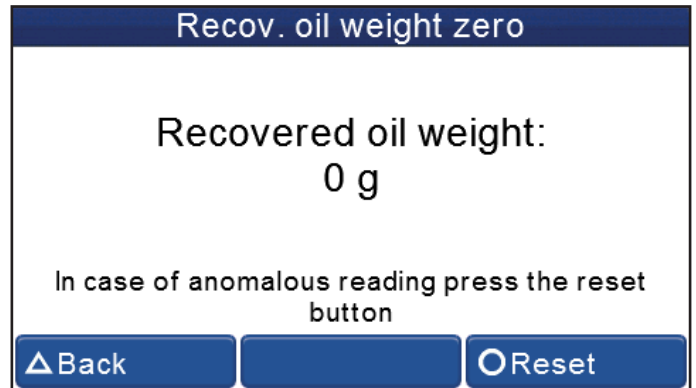 Recov. oil weight zero
Recovered oil weight:
0 g
In case of anomalous reading press the reset
button
Back
Reset